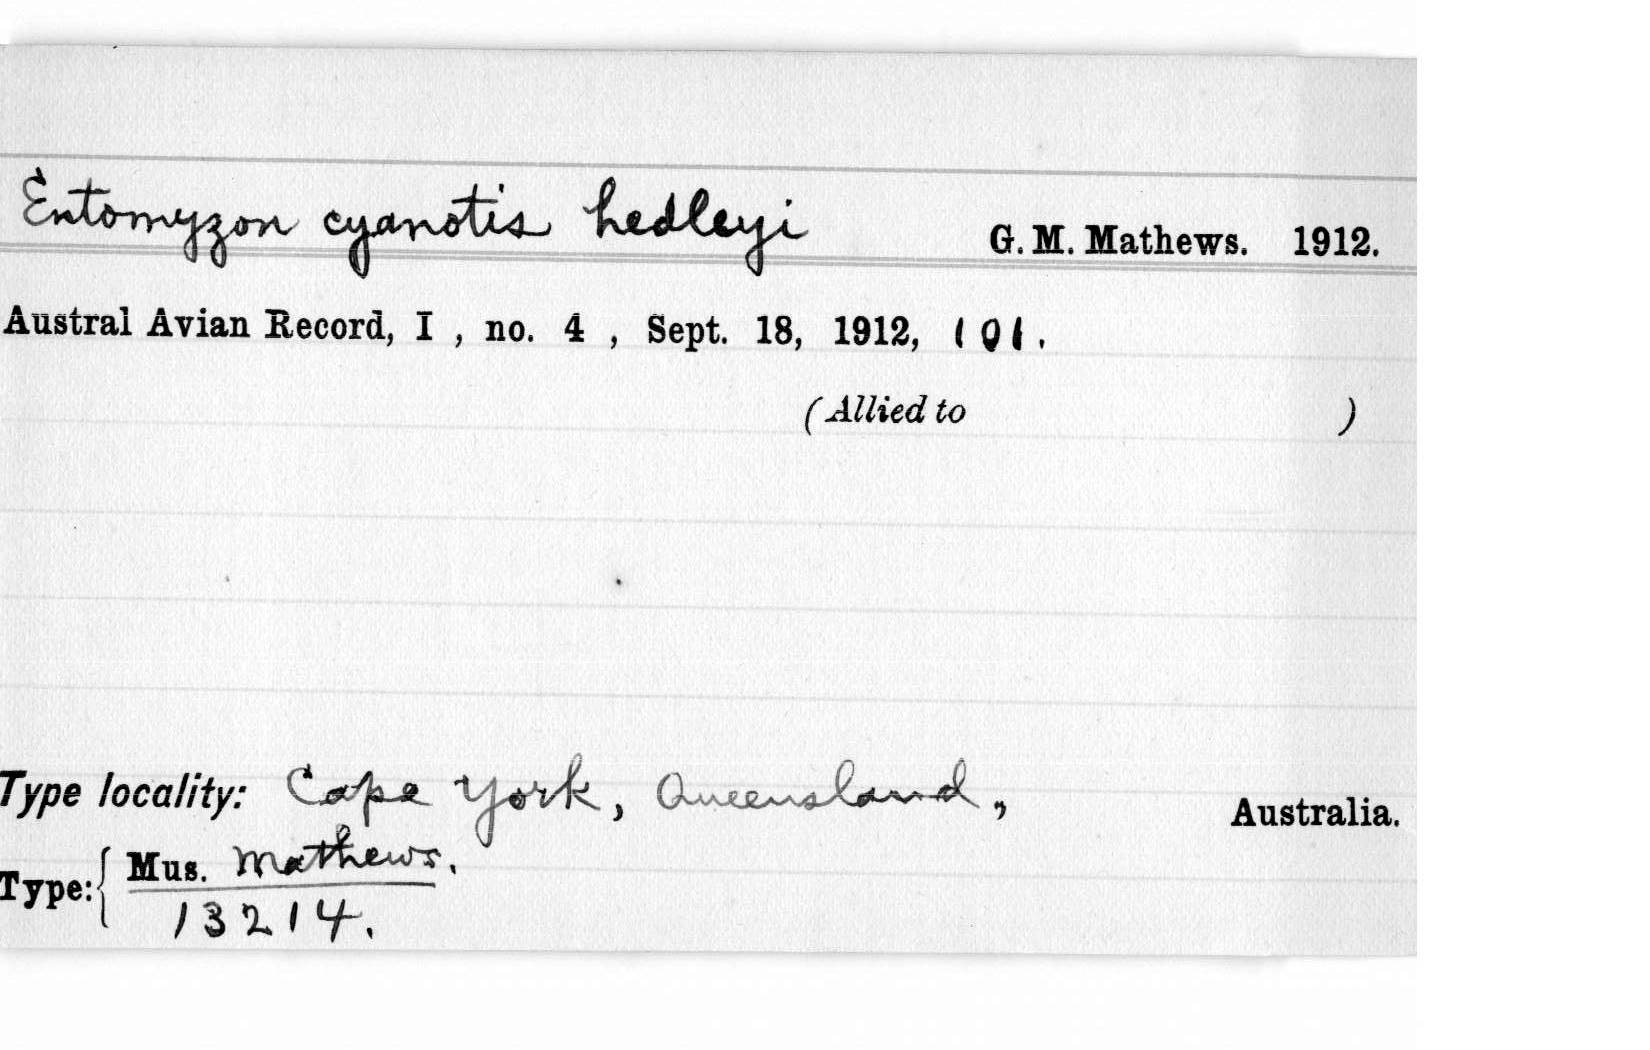 Entomyzon cyanotis hedleyi G. M. Mathews. 1912.
Austral Avian Record, I , no. 4 , Sept. 18, 1912, 101.
(Allied to )
Type locality: Cape York, Queensland, Australia.
Type: { Mus. Mathews.
13214.